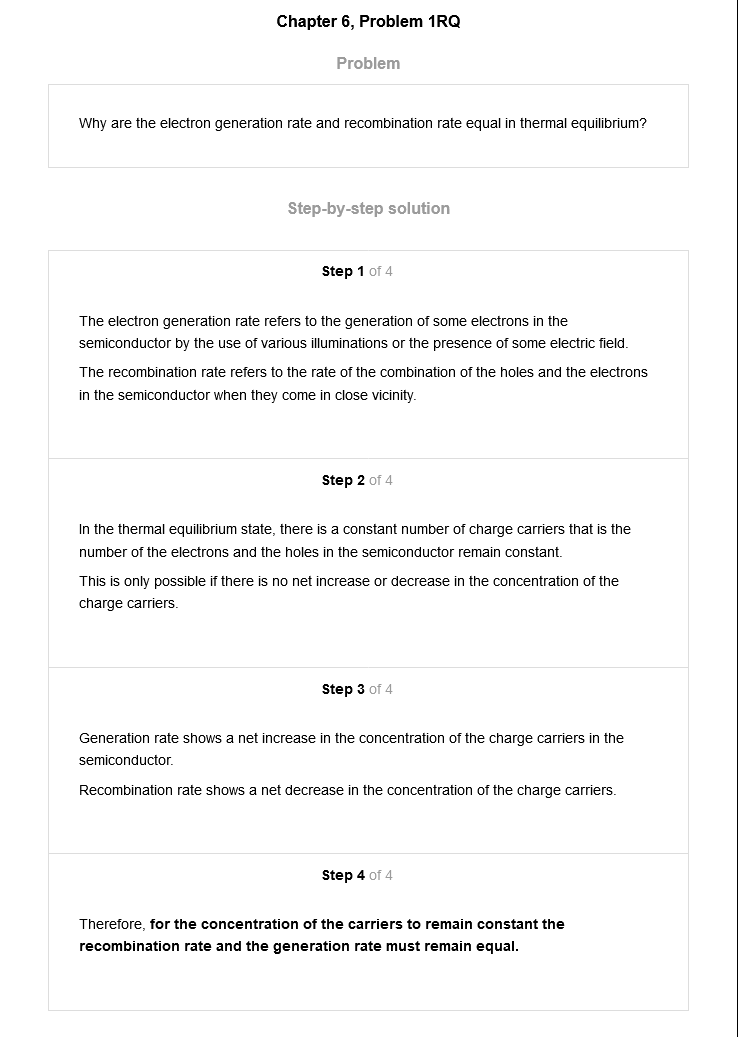 Chapter 6, Problem 1RQ
Problem
Why are the electron generation rate and recombination rate equal in thermal equilibrium?
Step-by-step solution
Step 1 of 4
The electron generation rate refers to the generation of some electrons in the
semiconductor by the use of various illuminations or the presence of some electric field.
The recombination rate refers to the rate of the combination of the holes and the electrons
in the semiconductor when they come in close vicinity.
Step 2 of 4
In the thermal equilibrium state, there is a constant number of charge carriers that is the
number of the electrons and the holes in the semiconductor remain constant.
This is only possible if there is no net increase or decrease in the concentration of the
charge carriers.
Step 3 of 4
Generation rate shows a net increase in the concentration of the charge carriers in the
semiconductor.
Recombination rate shows a net decrease in the concentration of the charge carriers.
Step 4 of 4
Therefore, for the concentration of the carriers to remain constant the
recombination rate and the generation rate must remain equal.